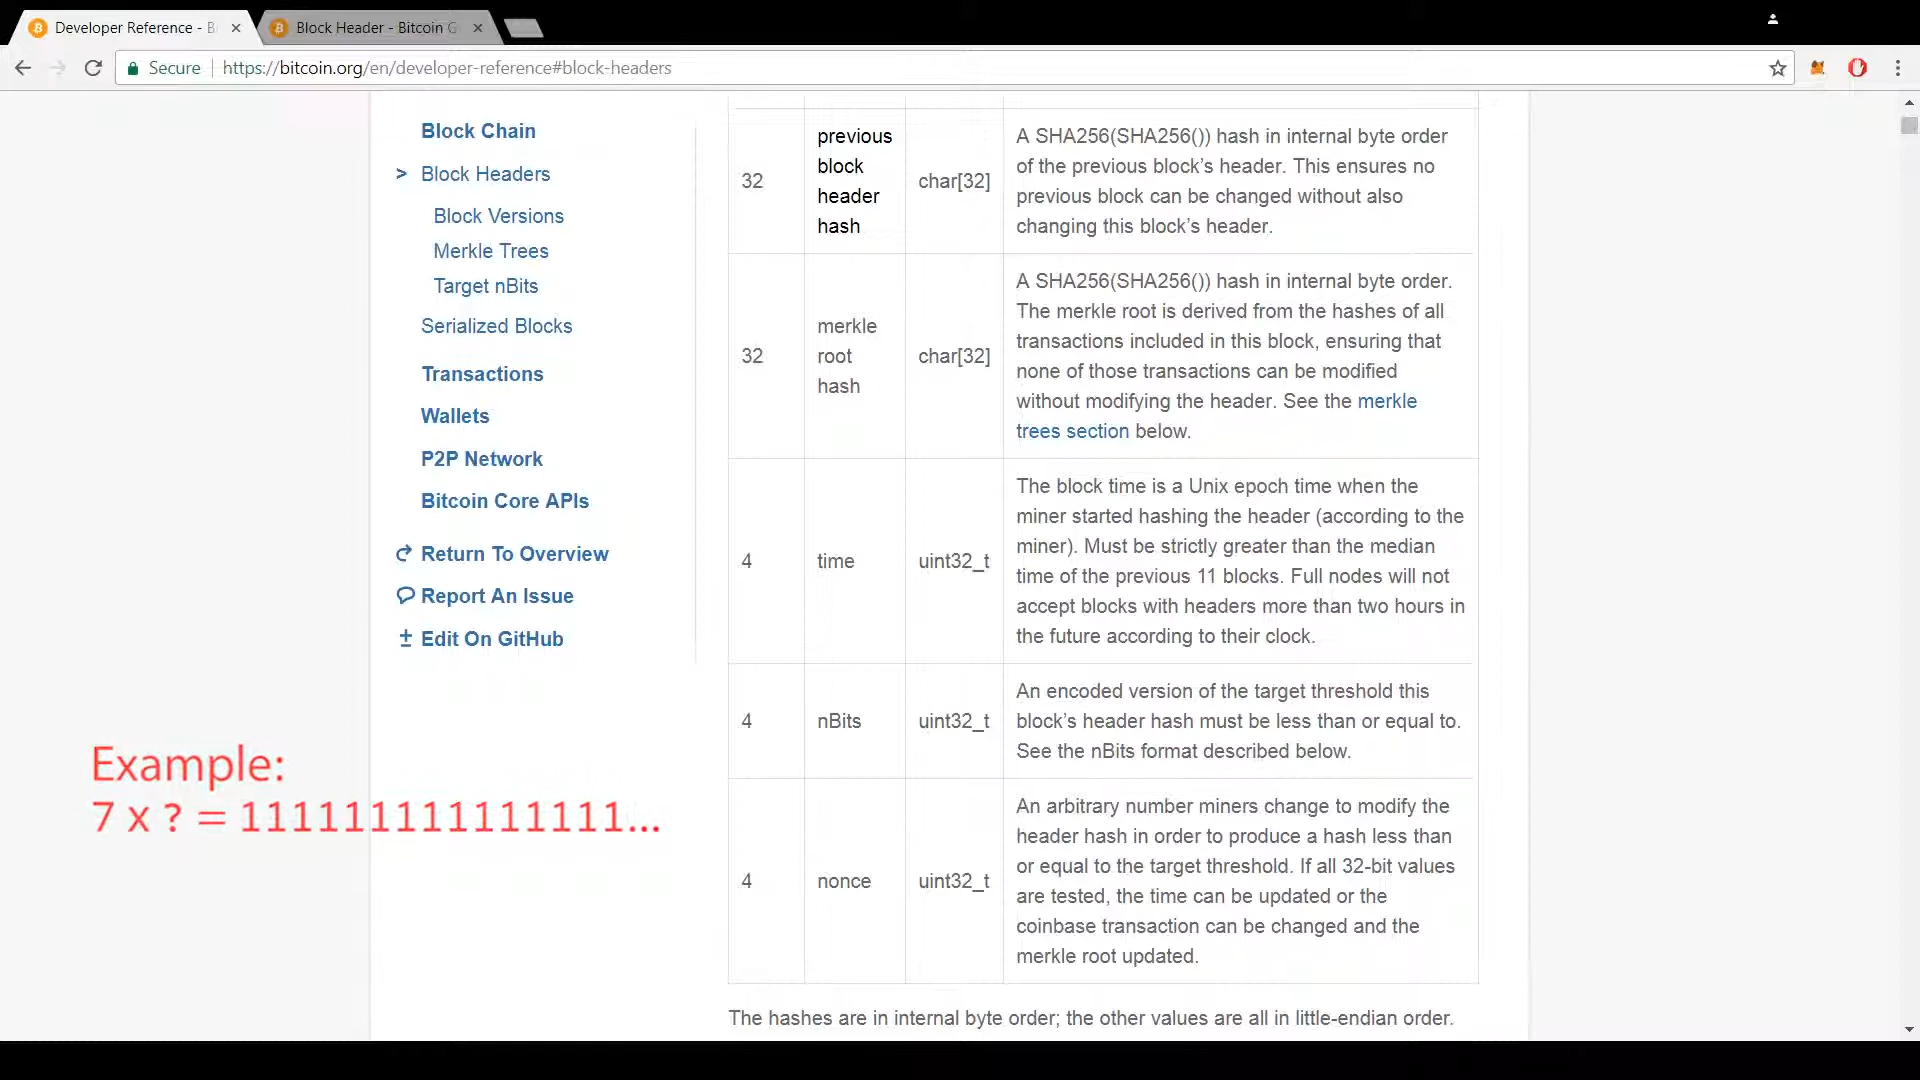 Developer Reference - B
Block Header - Bitcoin G
Secure
https://bitcoin.org/en/developer-reference#block-headers
Block Chain
> Block Headers
Block Versions
Merkle Trees
Target nBits
Serialized Blocks
Transactions
Wallets
P2P Network
Bitcoin Core APIs
Return To Overview
Report An Issue
Edit On GitHub
Example:
7 x ? = 111111111111111...
32
previous
block
header
hash
char[32]
A SHA256(SHA256()) hash in internal byte order
of the previous block’s header. This ensures no
previous block can be changed without also
changing this block’s header.
32
merkle
root
hash
char[32]
A SHA256(SHA256()) hash in internal byte order.
The merkle root is derived from the hashes of all
transactions included in this block, ensuring that
none of those transactions can be modified
without modifying the header. See the merkle
trees section below.
4
time
uint32_t
The block time is a Unix epoch time when the
miner started hashing the header (according to the
miner). Must be strictly greater than the median
time of the previous 11 blocks. Full nodes will not
accept blocks with headers more than two hours in
the future according to their clock.
4
nBits
uint32_t
An encoded version of the target threshold this
block’s header hash must be less than or equal to.
See the nBits format described below.
4
nonce
uint32_t
An arbitrary number miners change to modify the
header hash in order to produce a hash less than
or equal to the target threshold. If all 32-bit values
are tested, the time can be updated or the
coinbase transaction can be changed and the
merkle root updated.
The hashes are in internal byte order; the other values are all in little-endian order.